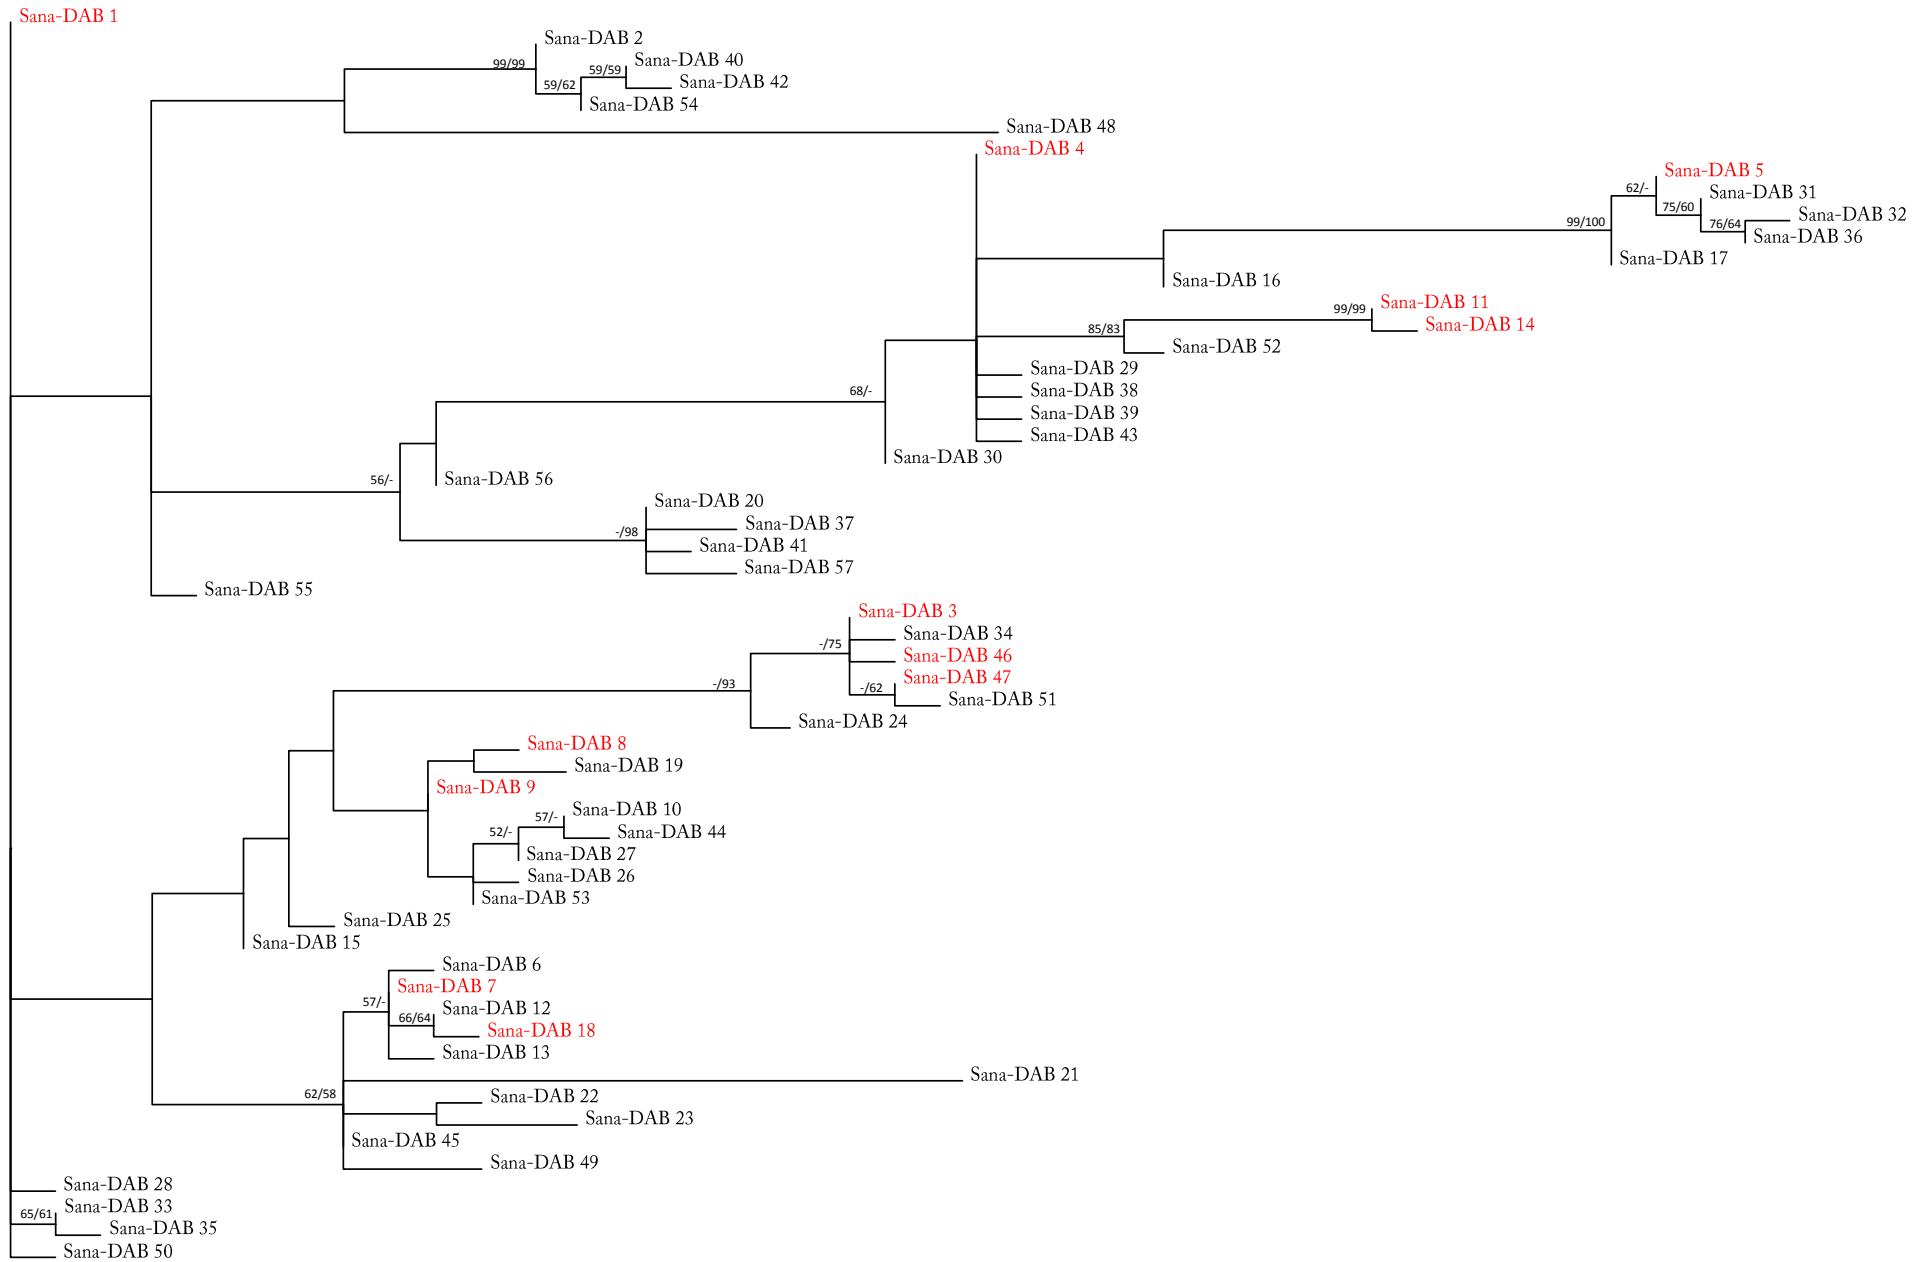 Sana-DAB 1
Sana-DAB 2
99/99
Sana-DAB 40
59/59
Sana-DAB 42
59/62
Sana-DAB 54
Sana-DAB 48
Sana-DAB 4
Sana-DAB 5
62/-
Sana-DAB 31
75/60
Sana-DAB 32
99/100
76/64
Sana-DAB 36
Sana-DAB 17
Sana-DAB 16
Sana-DAB 11
99/99
Sana-DAB 14
85/83
Sana-DAB 52
Sana-DAB 29
Sana-DAB 38
68/-
Sana-DAB 39
Sana-DAB 43
Sana-DAB 30
56/-
Sana-DAB 56
Sana-DAB 20
Sana-DAB 37
-/98
Sana-DAB 41
Sana-DAB 57
Sana-DAB 55
Sana-DAB 3
Sana-DAB 34
-/75
Sana-DAB 46
Sana-DAB 47
-/93
-/62
Sana-DAB 51
Sana-DAB 24
Sana-DAB 8
Sana-DAB 19
Sana-DAB 9
Sana-DAB 10
57/-
Sana-DAB 44
52/-
Sana-DAB 27
Sana-DAB 26
Sana-DAB 53
Sana-DAB 25
Sana-DAB 15
Sana-DAB 6
Sana-DAB 7
57/-
Sana-DAB 12
66/64
Sana-DAB 18
Sana-DAB 13
Sana-DAB 21
62/58
Sana-DAB 22
Sana-DAB 23
Sana-DAB 45
Sana-DAB 49
Sana-DAB 28
Sana-DAB 33
65/61
Sana-DAB 35
Sana-DAB 50